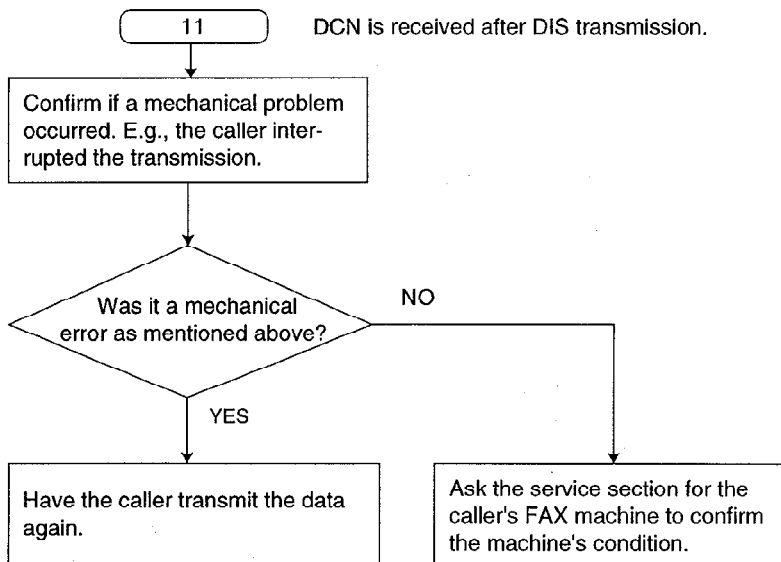 11
DCN is received after DIS transmission.
Confirm if a mechanical problem
occurred. E.g., the caller inter-
rupted the transmission.
Was it a mechanical
error as mentioned above?
NO
YES
Have the caller transmit the data
again.
Ask the service section for the
caller's FAX machine to confirm
the machine's condition.